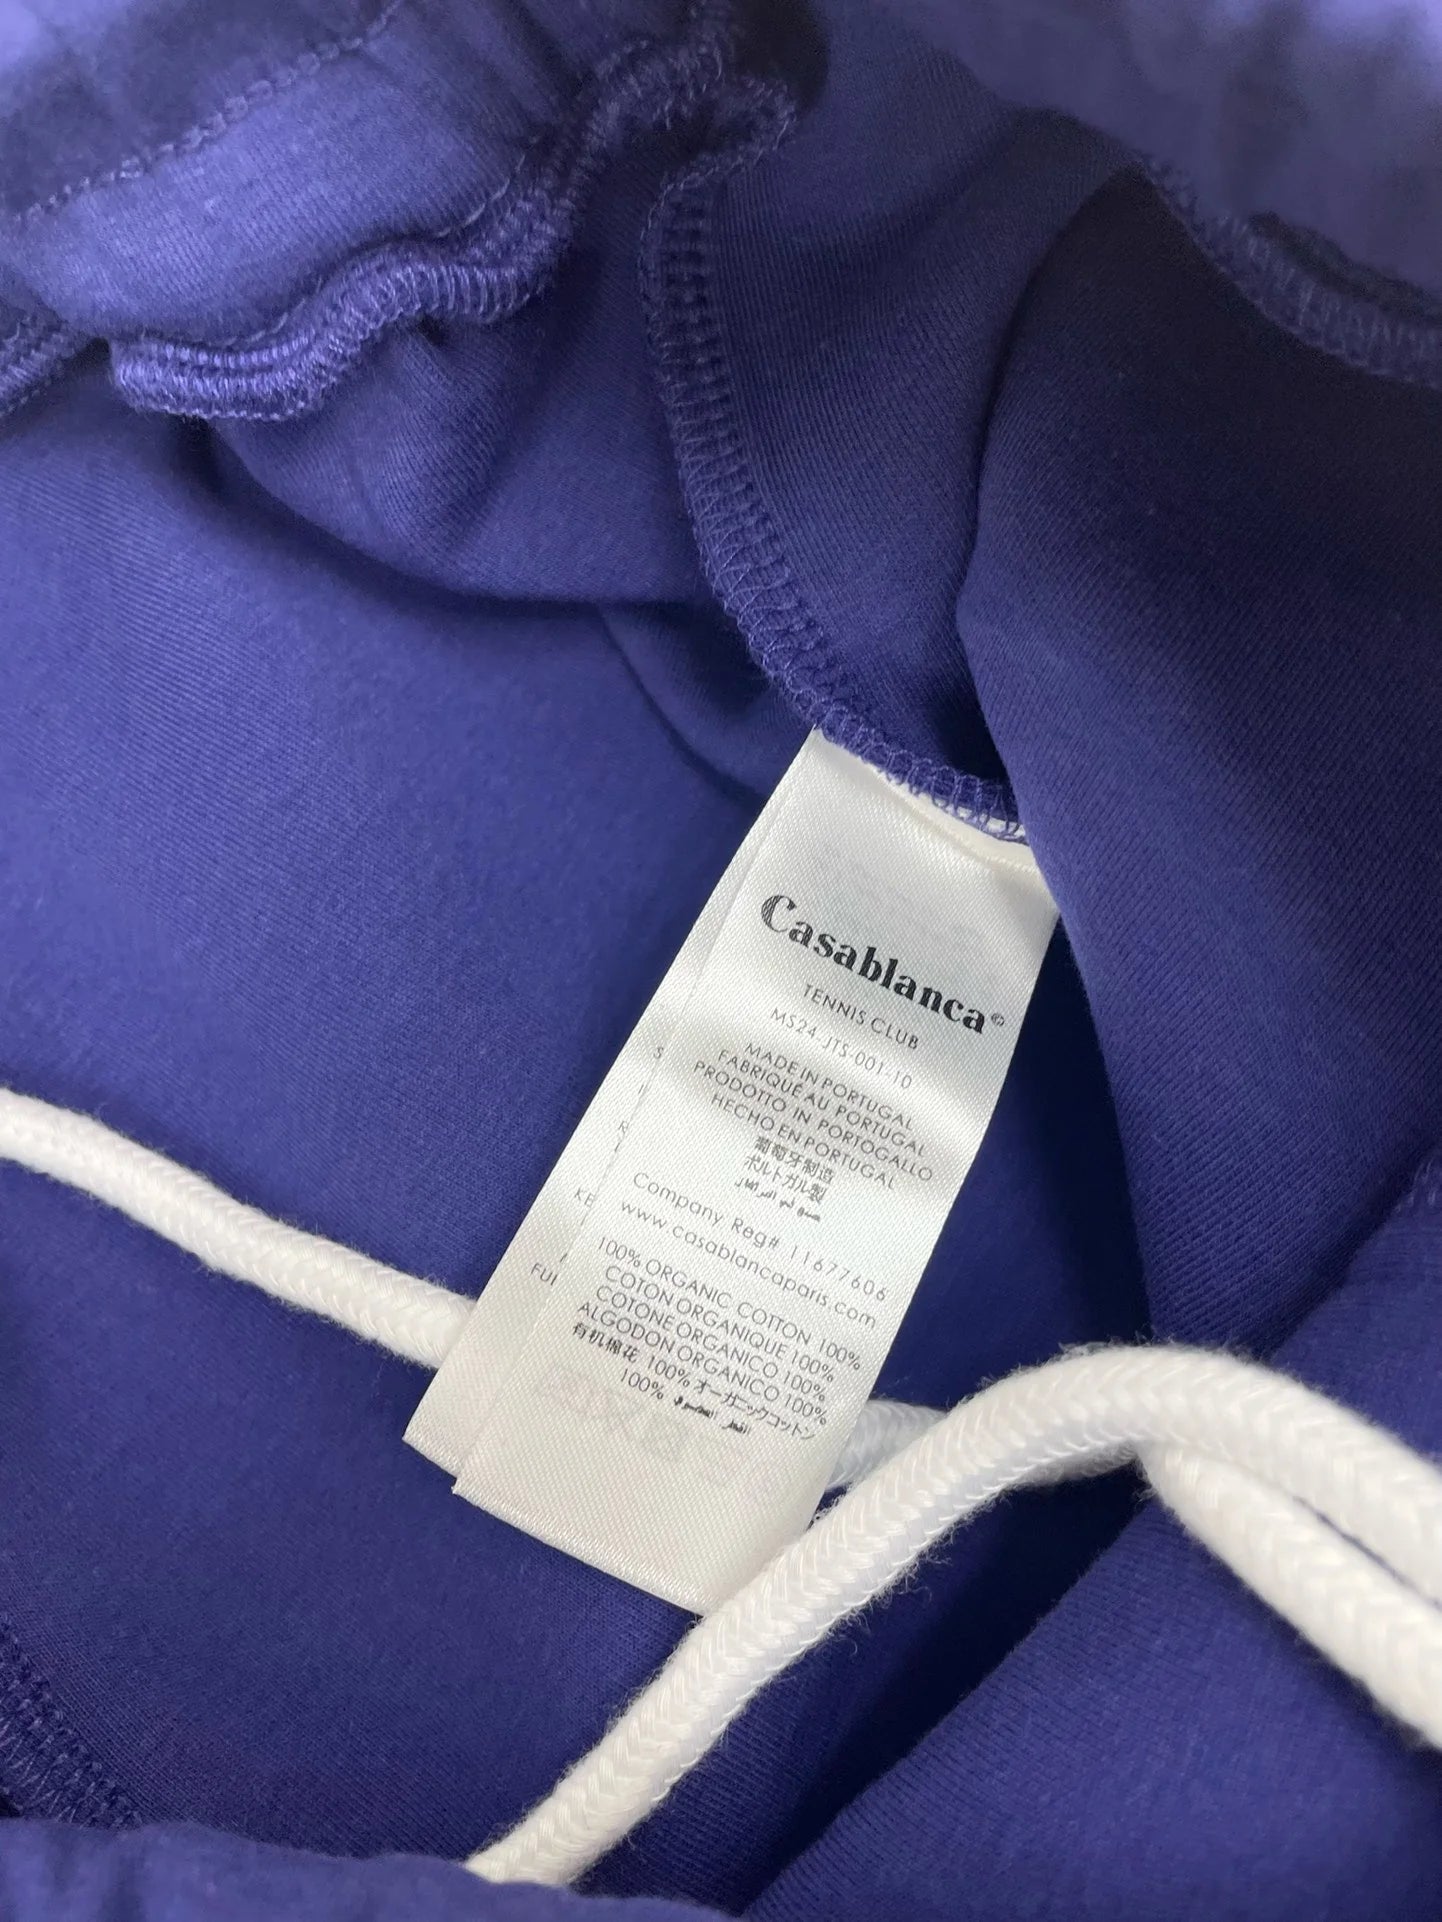 Casablanca©
TENNIS CLUB
MS24-JTS-001-10
MADE IN PORTUGAL
FABRIQUÉ AU PORTUGAL
PRODOTTO IN PORTOGALLO
HECHO EN PORTUGAL
葡萄牙制造
ポルトガル製
Company Reg# 11677606
www.casablancaparis.com
100% ORGANIC COTTON 100%
COTON ORGANIQUE 100%
COTONE ORGANICO 100%
ALGODON ORGANICO 100%
有机棉花 100% オーガニックコットン
100%
S
KE
FUI